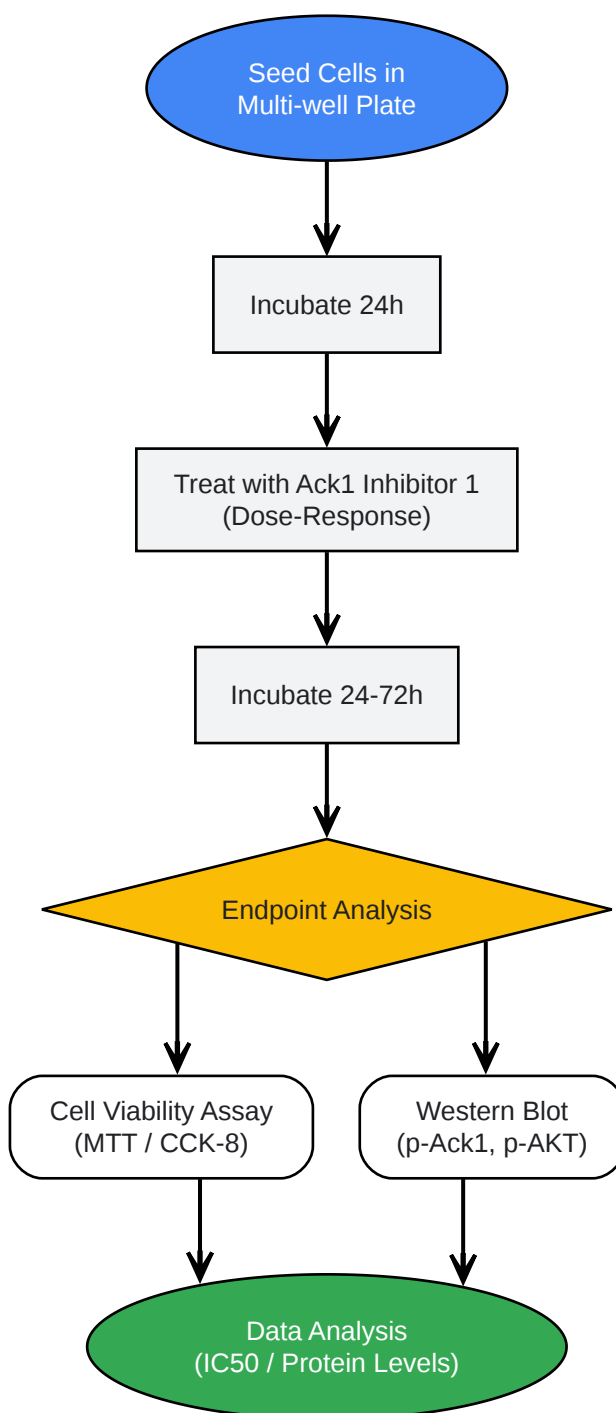 Seed Cells in
Multi-well Plate
Incubate 24h
Treat with Ack1 Inhibitor 1
(Dose-Response)
Incubate 24-72h
Endpoint Analysis
Cell Viability Assay
(MTT / CCK-8)
Western Blot
(p-Ack1, p-AKT)
Data Analysis
(IC50 / Protein Levels)